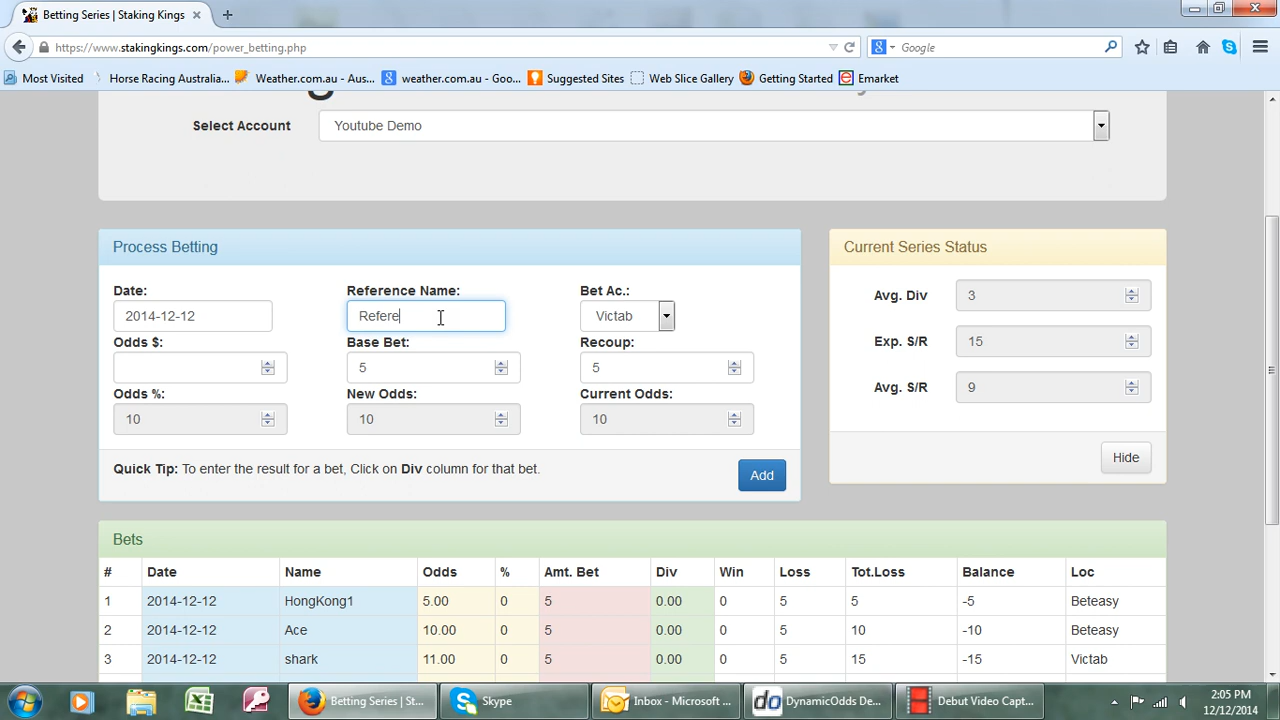 Betting Series | Staking Kings
https://www.stakingkings.com/power_betting.php
Google
Most Visited
Horse Racing Australia...
Weather.com.au - Aus...
weather.com.au - Goo...
Suggested Sites
Web Slice Gallery
Getting Started
Emarket
Select Account
Youtube Demo
Process Betting
Date:
Reference Name:
Bet Ac.:
2014-12-12
Refere
Victab
Odds $:
Base Bet:
Recoup:
5
5
Odds %:
New Odds:
Current Odds:
10
10
10
Quick Tip: To enter the result for a bet, Click on Div column for that bet.
Add
Current Series Status
Avg. Div
3
Exp. S/R
15
Avg. S/R
9
Hide
Bets
# Date Name Odds % Amt. Bet Div Win Loss Tot.Loss Balance Loc
1 2014-12-12 HongKong1 5.00 0 5 0.00 0 5 5 -5 Beteasy
2 2014-12-12 Ace 10.00 0 5 0.00 0 5 10 -10 Beteasy
3 2014-12-12 shark 11.00 0 5 0.00 0 5 15 -15 Victab
Betting Series | St...
Skype
Inbox - Microsoft ...
DynamicOdds De...
Debut Video Capt...
2:05 PM
12/12/2014